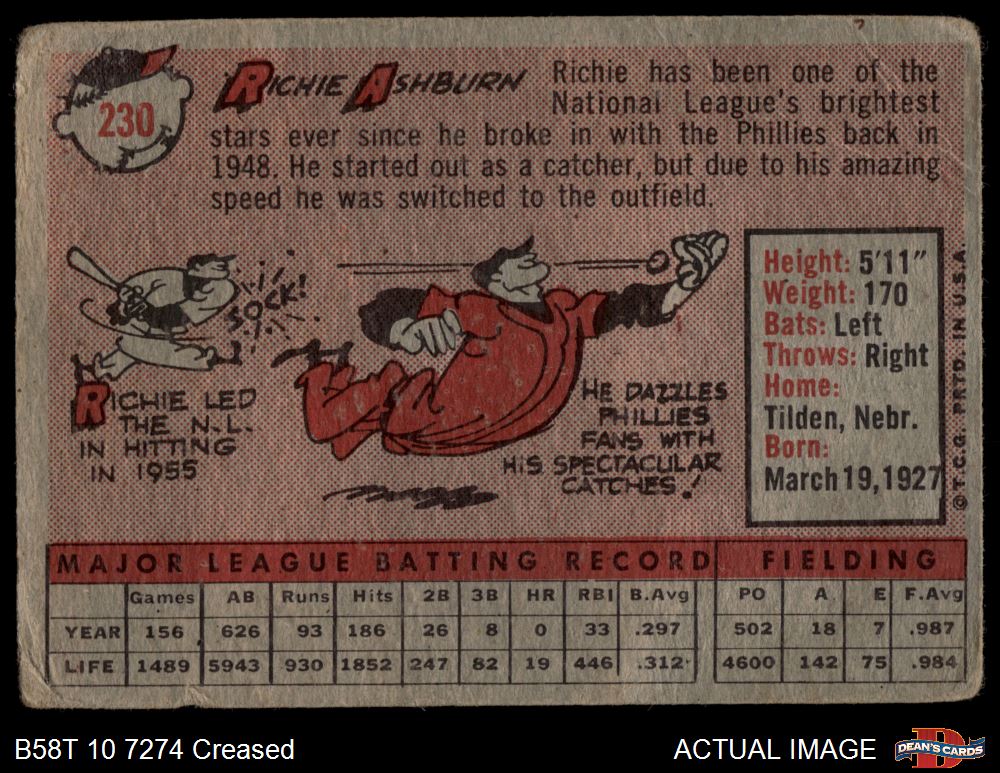 230
RICHIE ASHBURN
Richie has been one of the
National League's brightest
stars ever since he broke in with the Phillies back in
1948. He started out as a catcher, but due to his amazing
speed he was switched to the outfield.
SOCK!
RICHIE LED
THE N.L.
IN HITTING
IN 1955
HE DAZZLES
PHILLIES
FANS WITH
HIS SPECTACULAR
CATCHES!
Height: 5'11"
Weight: 170
Bats: Left
Throws: Right
Home:
Tilden, Nebr.
Born:
March 19, 1927
©T.C.G. PRTD. IN U.S.A.
MAJOR LEAGUE BATTING RECORD FIELDING
Games AB Runs Hits 2B 3B HR RBI B.Avg PO A E F.Avg
YEAR 156 626 93 186 26 8 0 33 .297 502 18 7 .987
LIFE 1489 5943 930 1852 247 82 19 446 .312 4600 142 75 .984
B58T 10 7274 Creased
ACTUAL IMAGE
D
DEAN'S CARDS